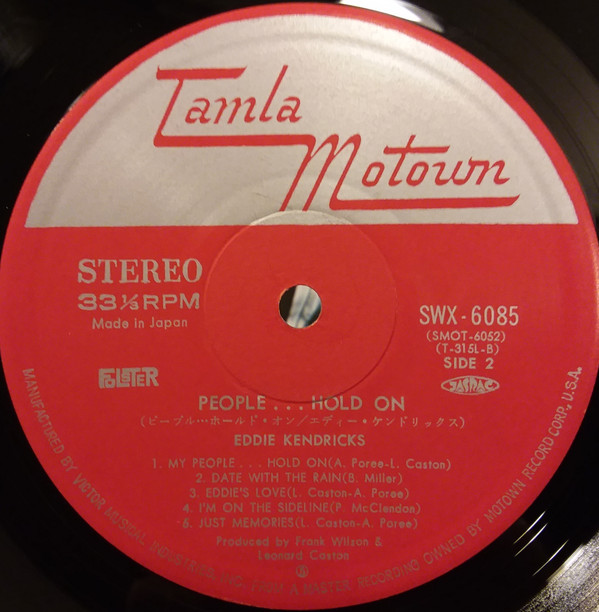 Tamla
Motown
STEREO
33⅓ RPM
Made in Japan
SWX-6085
(SMOT-6052)
(T-315L-B)
SIDE 2
JASRAC
PEOPLE . . . HOLD ON
(ピープル…ホールド・オン/エディー・ケンドリックス)
EDDIE KENDRICKS
1. MY PEOPLE . . . HOLD ON(A. Poree-L. Caston)
2. DATE WITH THE RAIN(B. Miller)
3. EDDIE'S LOVE(L. Caston-A. Poree)
4. I'M ON THE SIDELINE(P. McClendon)
5. JUST MEMORIES(L. Caston-A. Poree)
Produced by Frank Wilson &
Leonard Caston
MANUFACTURED BY VICTOR MUSICAL INDUSTRIES, INC. FROM A MASTER RECORDING OWNED BY MOTOWN RECORD CORP., U.S.A.